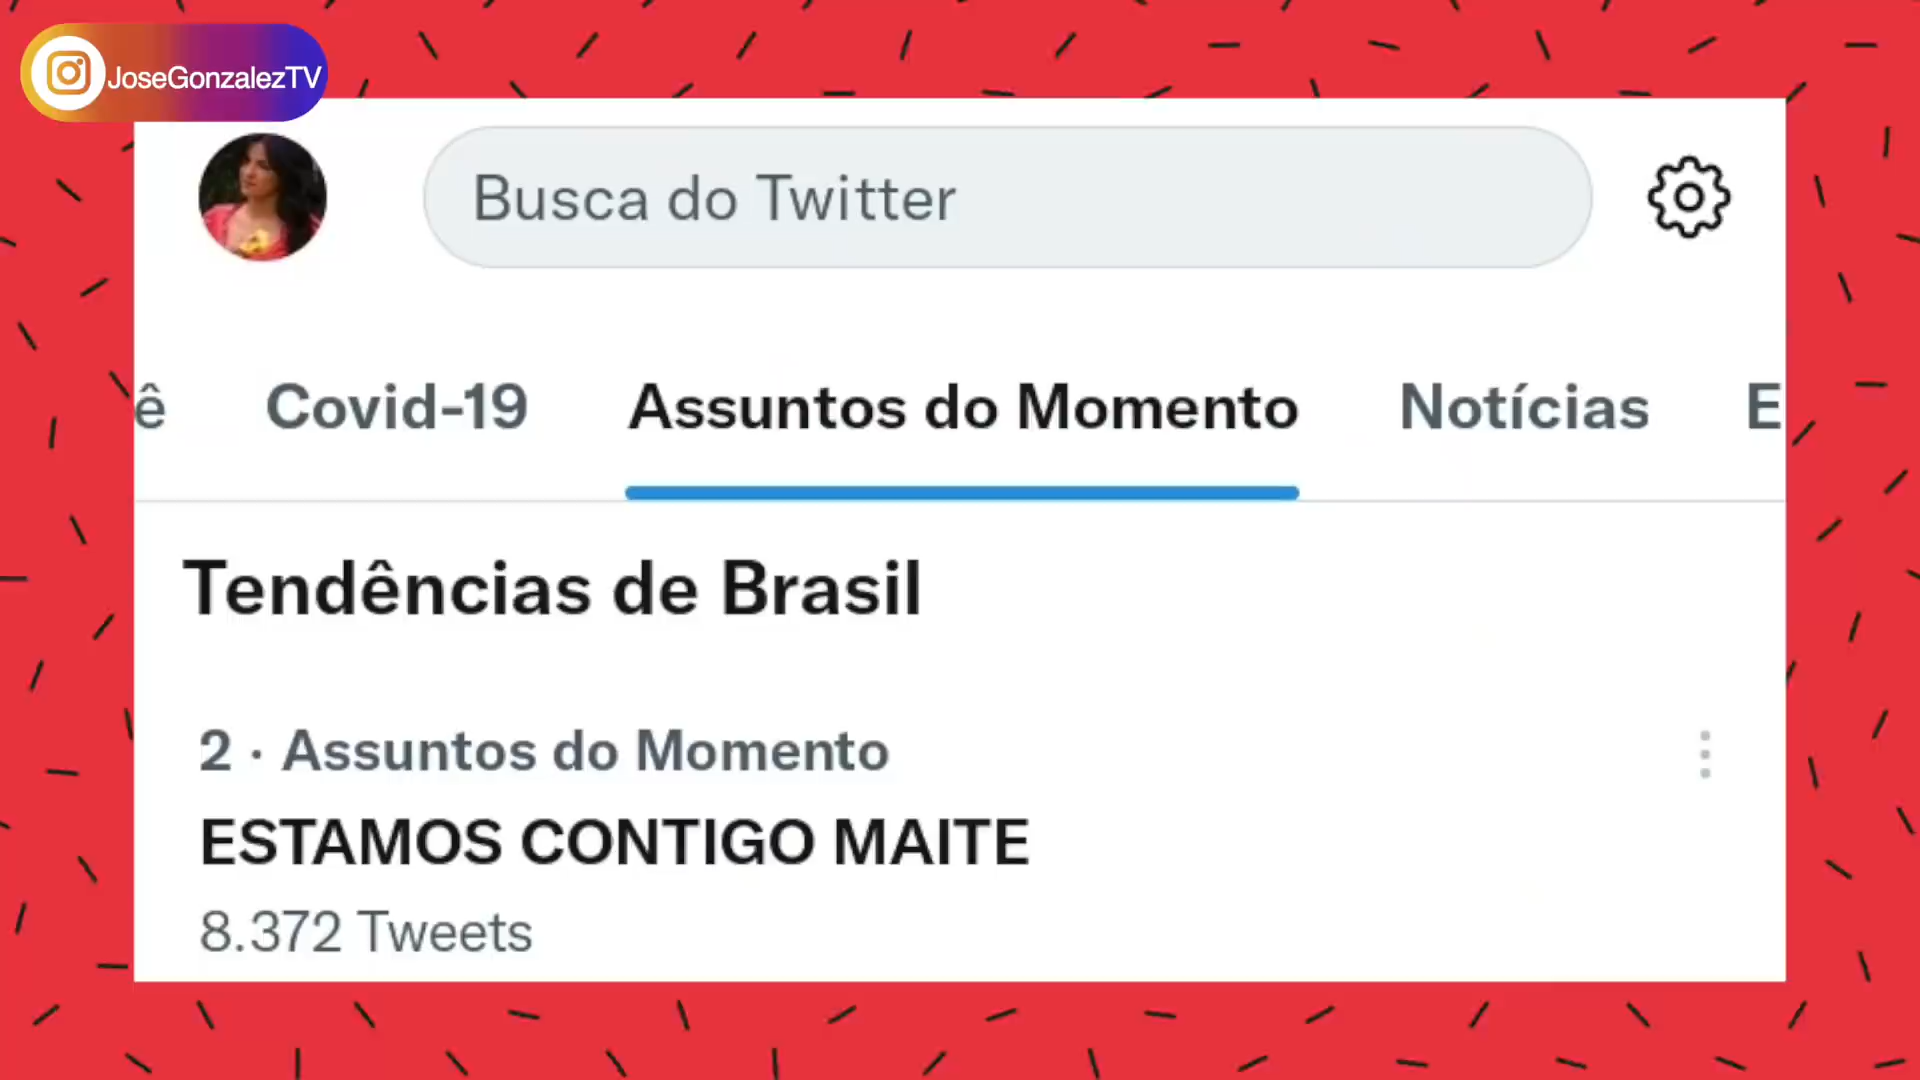 JoseGonzalezTV
Busca do Twitter
ê Covid-19 Assuntos do Momento Notícias E
Tendências de Brasil
2 · Assuntos do Momento
ESTAMOS CONTIGO MAITE
8.372 Tweets